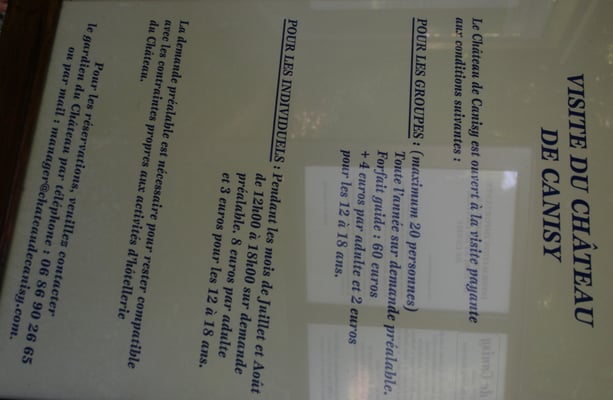 VISITE DU CHÂTEAU
DE CANISY
Le Château de Canisy est ouvert à la visite payante
aux conditions suivantes :
POUR LES GROUPES : (maximum 20 personnes)
Toute l'année sur demande préalable.
Forfait guide : 60 euros
+ 4 euros par adulte et 2 euros
pour les 12 à 18 ans.
POUR LES INDIVIDUELS : Pendant les mois de Juillet et Août
de 12h00 à 18h00 sur demande
préalable. 8 euros par adulte
et 3 euros pour les 12 à 18 ans.
La demande préalable est nécessaire pour rester compatible
avec les contraintes propres aux activités d'hôtellerie
du Château.
Pour les réservations, veuillez contacter
le gardien du Château par téléphone : 06 86 90 26 65
ou par mail : manager@chateaudecanisy.com.